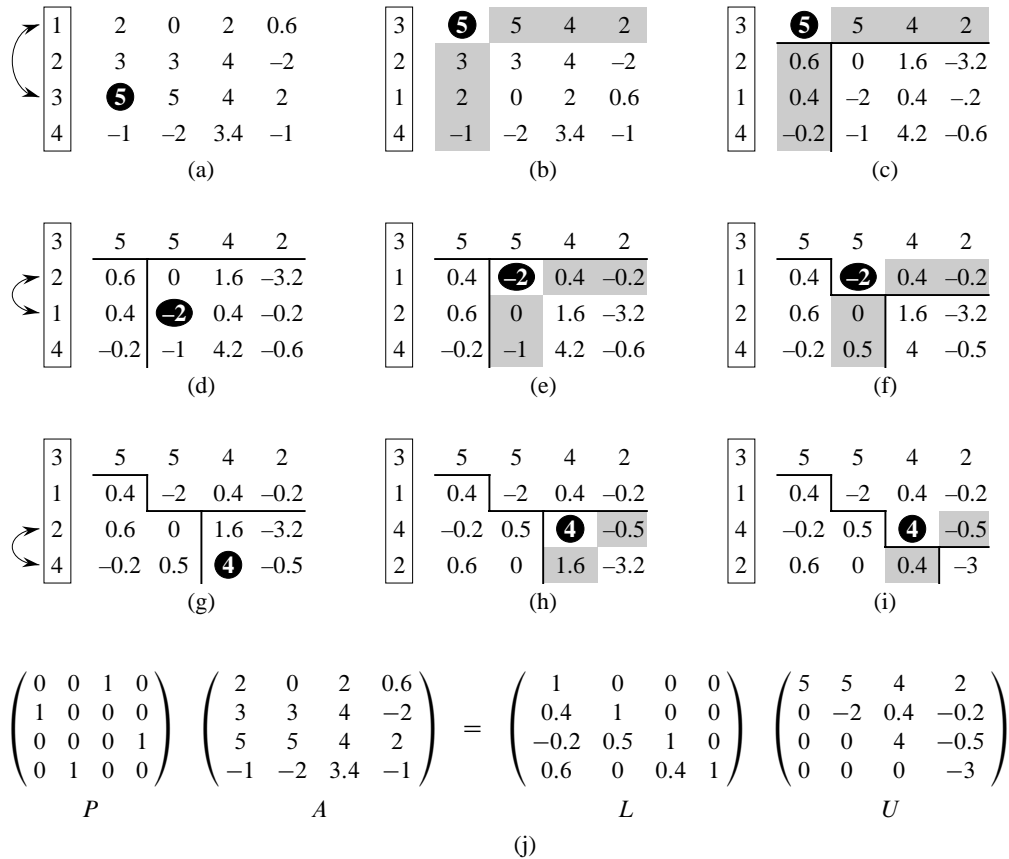 1 2 0 2 0.6 3 5 5 4 2 3 5 5 4 2
2 3 3 4 –2 2 3 3 4 –2 2 0.6 0 1.6 –3.2
3 5 5 4 2 1 2 0 2 0.6 1 0.4 –2 0.4 –.2
4 –1 –2 3.4 –1 4 –1 –2 3.4 –1 4 –0.2 –1 4.2 –0.6
(a) (b) (c)
3 5 5 4 2 3 5 5 4 2 3 5 5 4 2
2 0.6 0 1.6 –3.2 1 0.4 –2 0.4 –0.2 1 0.4 –2 0.4 –0.2
1 0.4 –2 0.4 –0.2 2 0.6 0 1.6 –3.2 2 0.6 0 1.6 –3.2
4 –0.2 –1 4.2 –0.6 4 –0.2 –1 4.2 –0.6 4 –0.2 0.5 4 –0.5
(d) (e) (f)
3 5 5 4 2 3 5 5 4 2 3 5 5 4 2
1 0.4 –2 0.4 –0.2 1 0.4 –2 0.4 –0.2 1 0.4 –2 0.4 –0.2
2 0.6 0 1.6 –3.2 4 –0.2 0.5 4 –0.5 4 –0.2 0.5 4 –0.5
4 –0.2 0.5 4 –0.5 2 0.6 0 1.6 –3.2 2 0.6 0 0.4 –3
(g) (h) (i)
0 0 1 0 2 0 2 0.6 1 0 0 0 5 5 4 2
1 0 0 0 3 3 4 −2 0.4 1 0 0 0 −2 0.4 −0.2
0 0 0 1 5 5 4 2 = −0.2 0.5 1 0 0 0 4 −0.5
0 1 0 0 −1 −2 3.4 −1 0.6 0 0.4 1 0 0 0 −3
P A L U
(j)